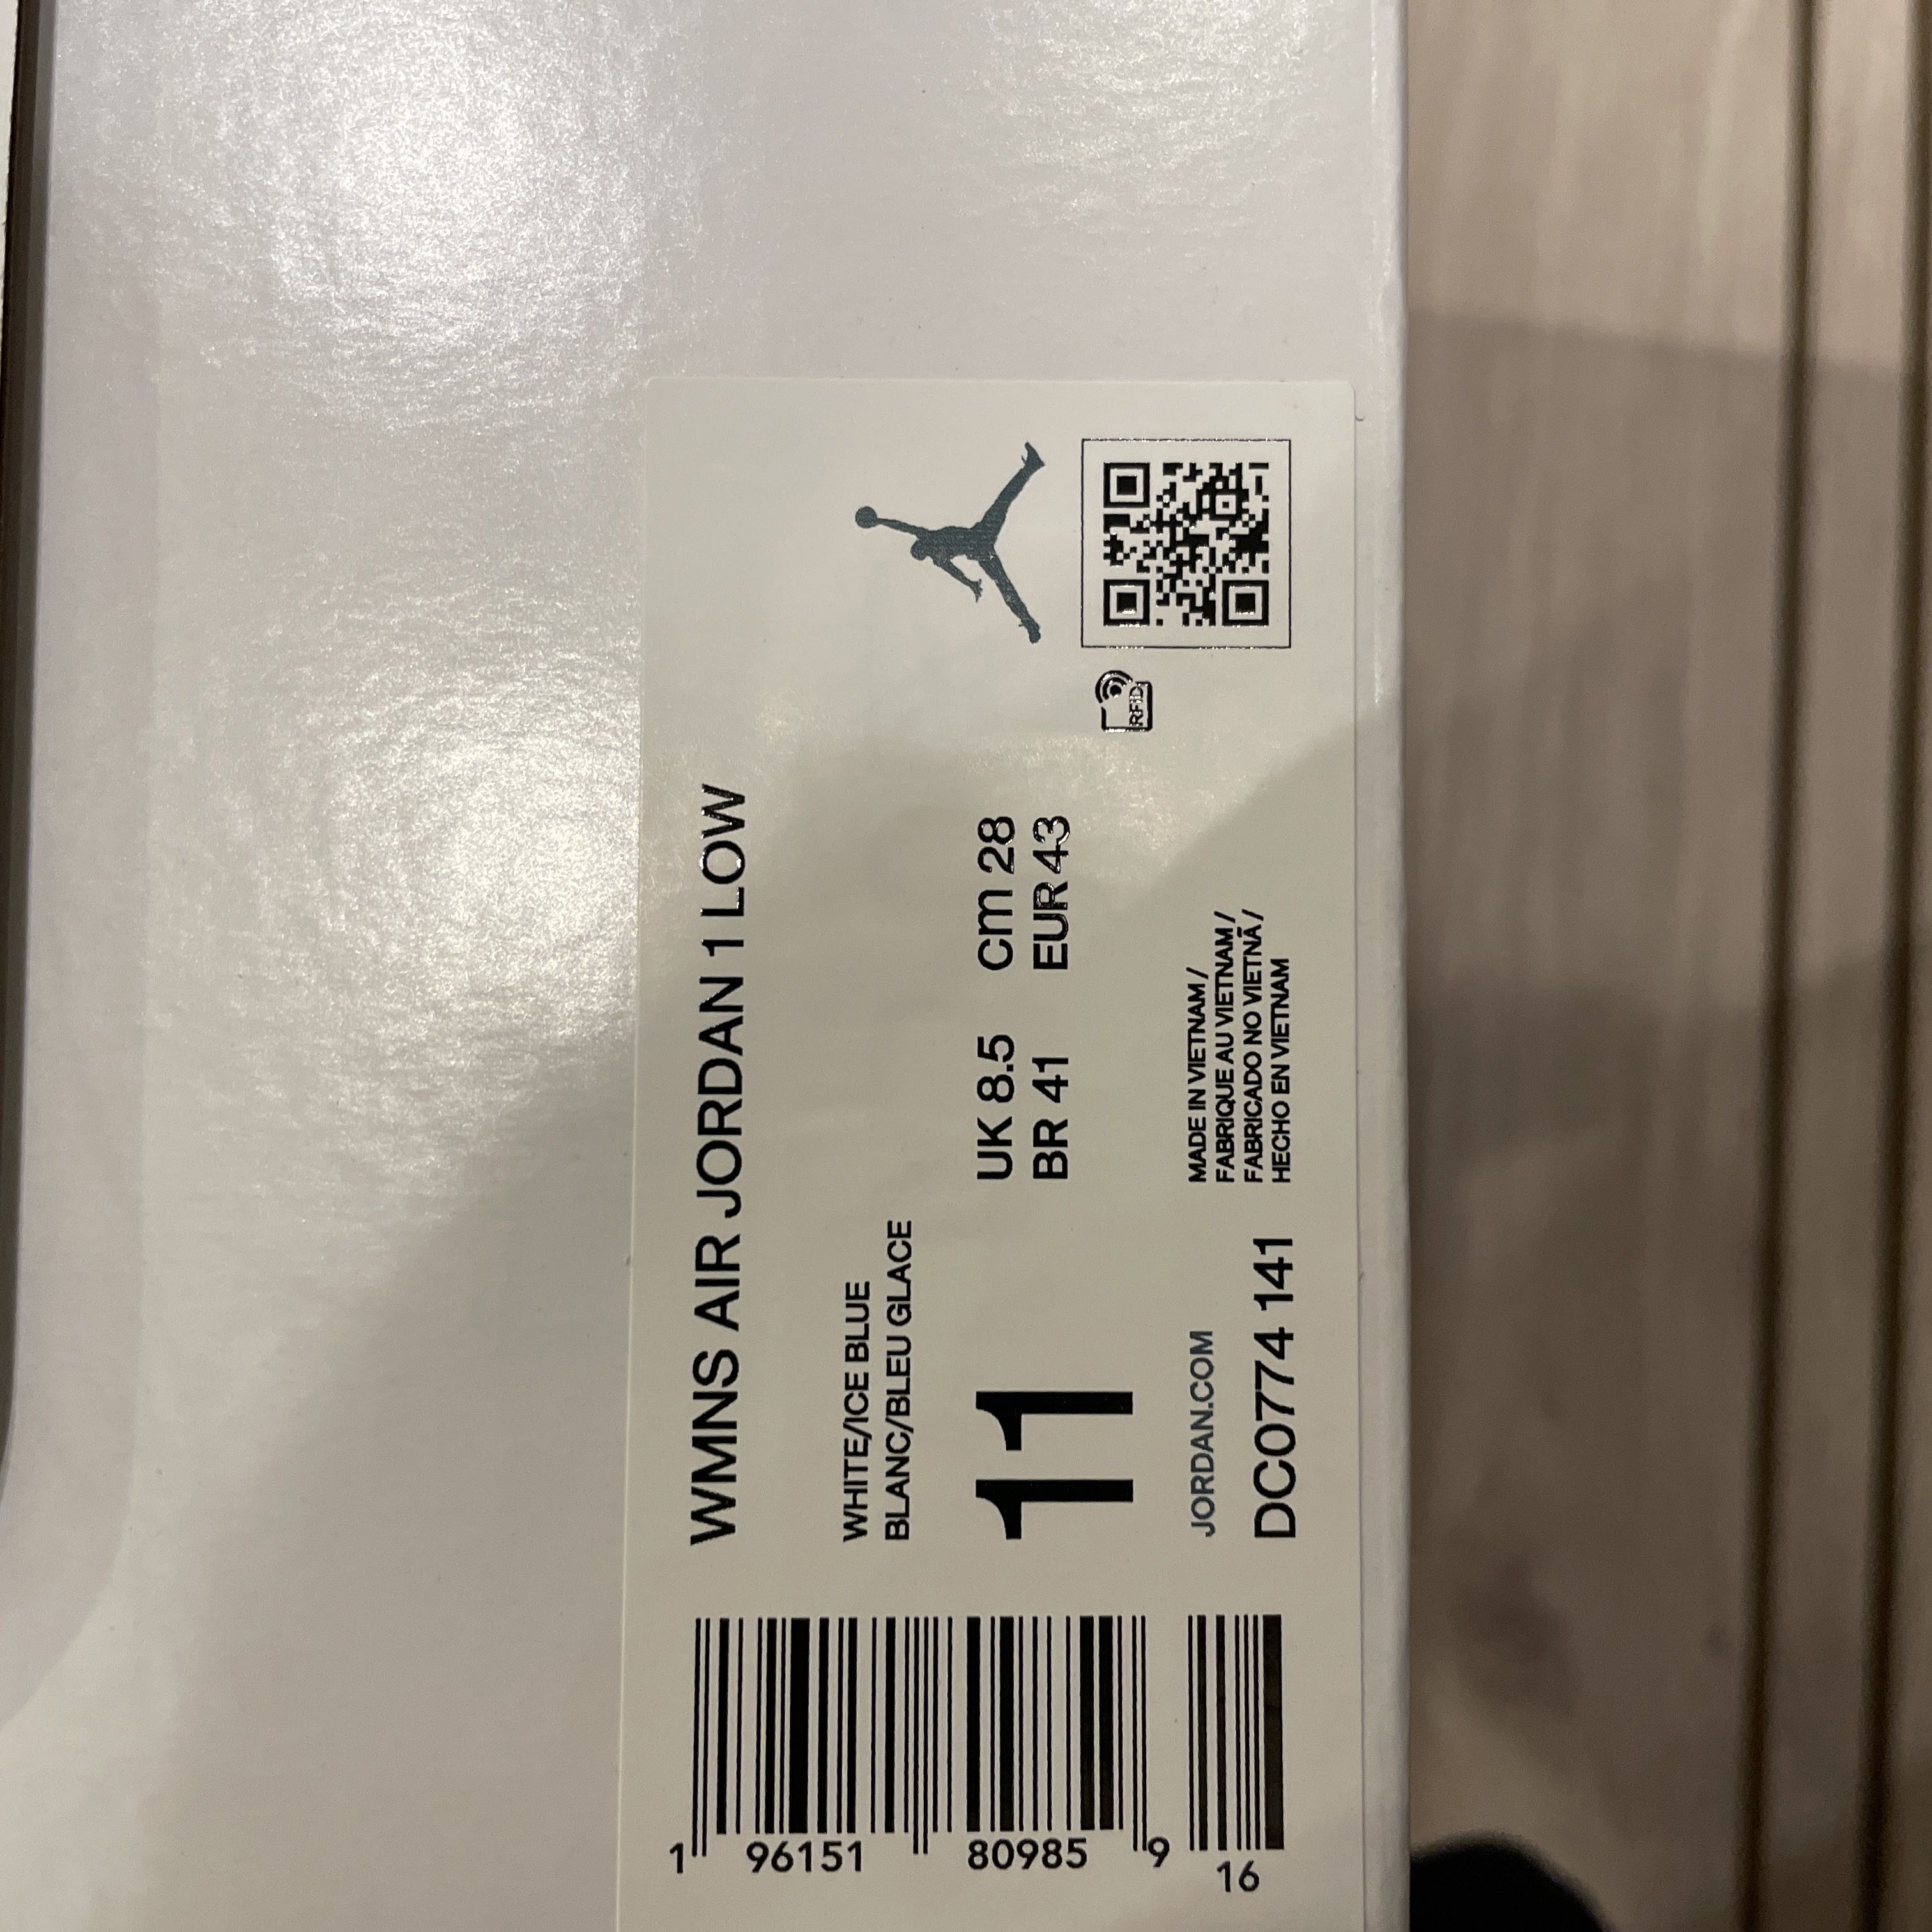 WMNS AIR JORDAN 1 LOW
WHITE/ICE BLUE
BLANC/BLEU GLACE
11
UK 8.5 Cm 28
BR 41 EUR 43
RFID
JORDAN.COM
DC0774 141
MADE IN VIETNAM /
FABRIQUE AU VIETNAM /
FABRICADO NO VIETNÃ /
HECHO EN VIETNAM
1 96151 80985 9
16